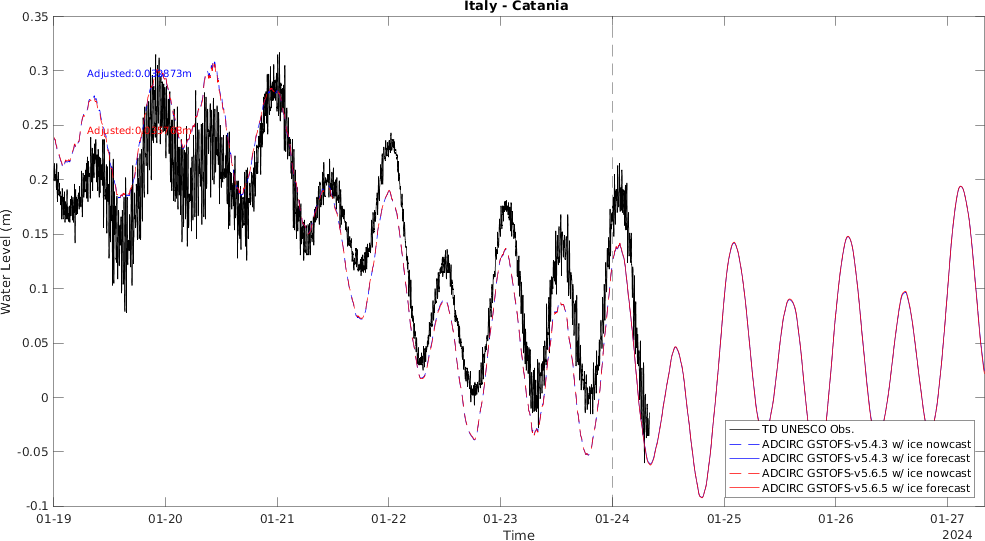 Italy - Catania
0.35
0.3
0.25
0.2
0.15
0.1
0.05
0
-0.05
-0.1
Water Level (m)
Adjusted:0.039873m
01-19
01-20
01-21
01-22
01-23
01-24
01-25
01-26
01-27
Time
2024
TD UNESCO Obs.
ADCIRC GSTOFS-v5.4.3 w/ ice nowcast
ADCIRC GSTOFS-v5.4.3 w/ ice forecast
ADCIRC GSTOFS-v5.6.5 w/ ice nowcast
ADCIRC GSTOFS-v5.6.5 w/ ice forecast